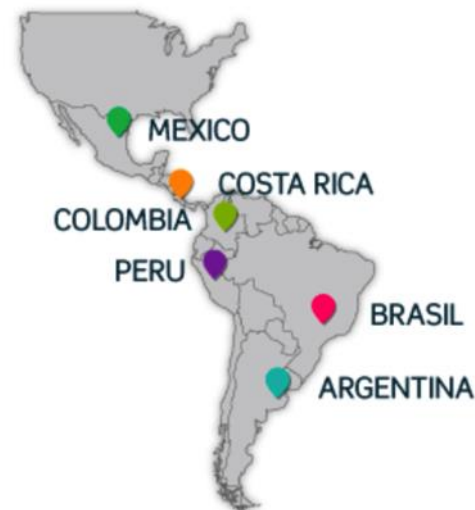 MEXICO
COSTA RICA
COLOMBIA
PERU
BRASIL
ARGENTINA